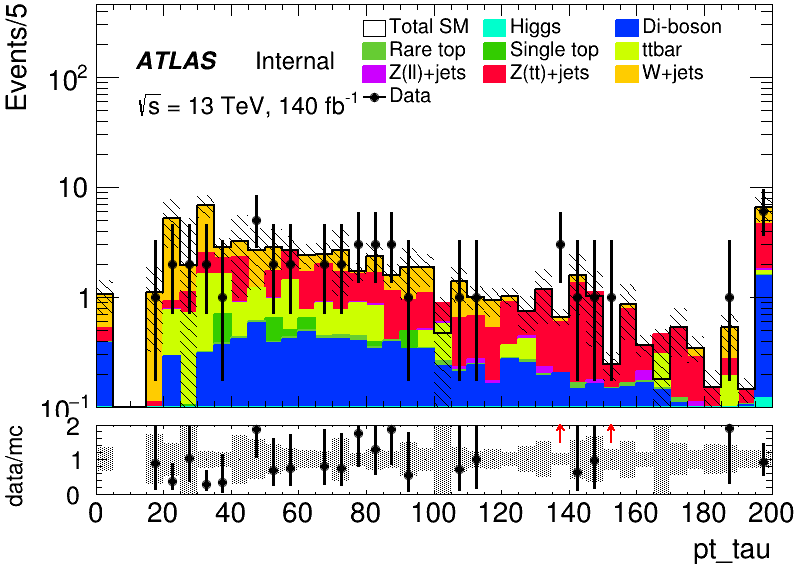 Events/5
10²
10
1
10⁻¹
ATLAS Internal
√s = 13 TeV, 140 fb⁻¹
Total SM Higgs Di-boson
Rare top Single top ttbar
Z(ll)+jets Z(tt)+jets W+jets
Data
data/mc
2
1
0
0 20 40 60 80 100 120 140 160 180 200
pt_tau